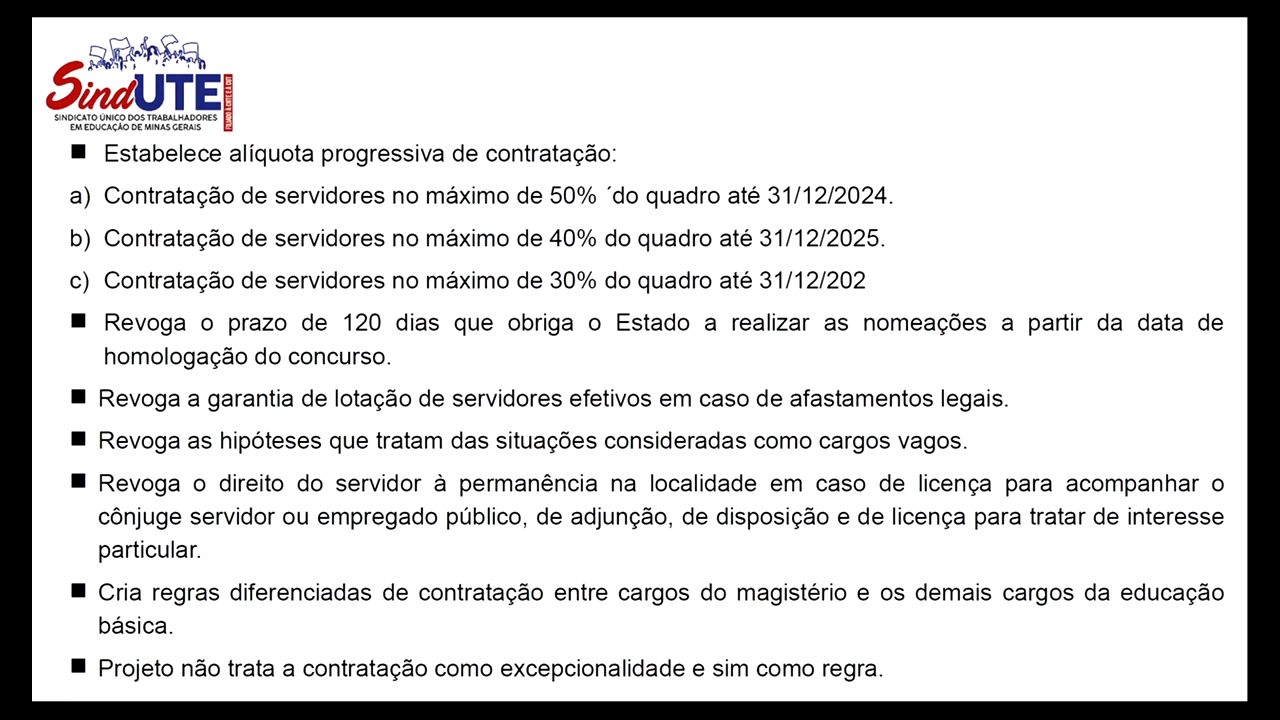 SindUTE
FILIADO À CNTE E À CUT
SINDICATO ÚNICO DOS TRABALHADORES
EM EDUCAÇÃO DE MINAS GERAIS
■ Estabelece alíquota progressiva de contratação:
a) Contratação de servidores no máximo de 50% ´do quadro até 31/12/2024.
b) Contratação de servidores no máximo de 40% do quadro até 31/12/2025.
c) Contratação de servidores no máximo de 30% do quadro até 31/12/202
■ Revoga o prazo de 120 dias que obriga o Estado a realizar as nomeações a partir da data de
homologação do concurso.
■ Revoga a garantia de lotação de servidores efetivos em caso de afastamentos legais.
■ Revoga as hipóteses que tratam das situações consideradas como cargos vagos.
■ Revoga o direito do servidor à permanência na localidade em caso de licença para acompanhar o
cônjuge servidor ou empregado público, de adjunção, de disposição e de licença para tratar de interesse
particular.
■ Cria regras diferenciadas de contratação entre cargos do magistério e os demais cargos da educação
básica.
■ Projeto não trata a contratação como excepcionalidade e sim como regra.